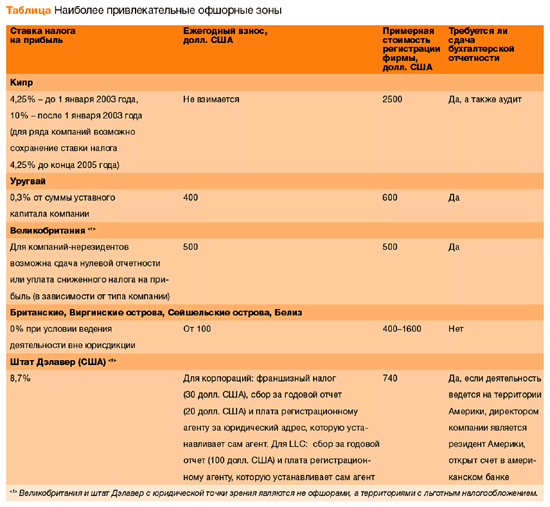 Таблица Наиболее привлекательные офшорные зоны
Ставка налога на прибыль
Ежегодный взнос, долл. США
Примерная стоимость регистрации фирмы, долл. США
Требуется ли сдача бухгалтерской отчетности
Кипр
4,25% – до 1 января 2003 года,
10% – после 1 января 2003 года
(для ряда компаний возможно
сохранение ставки налога
4,25% до конца 2005 года)
Не взимается
2500
Да, а также аудит
Уругвай
0,3% от суммы уставного
капитала компании
400
600
Да
Великобритания <1>
Для компаний-нерезидентов
возможна сдача нулевой отчетности
или уплата сниженного налога на при-
быль (в зависимости от типа компании)
500
500
Да
Британские, Виргинские острова, Сейшельские острова, Белиз
0% при условии ведения
деятельности вне юрисдикции
От 100
400–1600
Нет
Штат Дэлавер (США) <1>
8,7%
Для корпораций: франшизный налог
(30 долл. США), сбор за годовой отчет
(20 долл. США) и плата регистрационному
агенту за юридический адрес, которую уста-
навливает сам агент. Для LLC: сбор за годовой
отчет (100 долл. США) и плата регистрацион-
ному агенту, которую устанавливает сам агент
740
Да, если деятельность
ведется на территории
Америки, директором
компании является
резидент Америки,
открыт счет в амери-
канском банке
<1> Великобритания и штат Дэлавер с юридической точки зрения являются не офшорами, а территориями с льготным налогообложением.